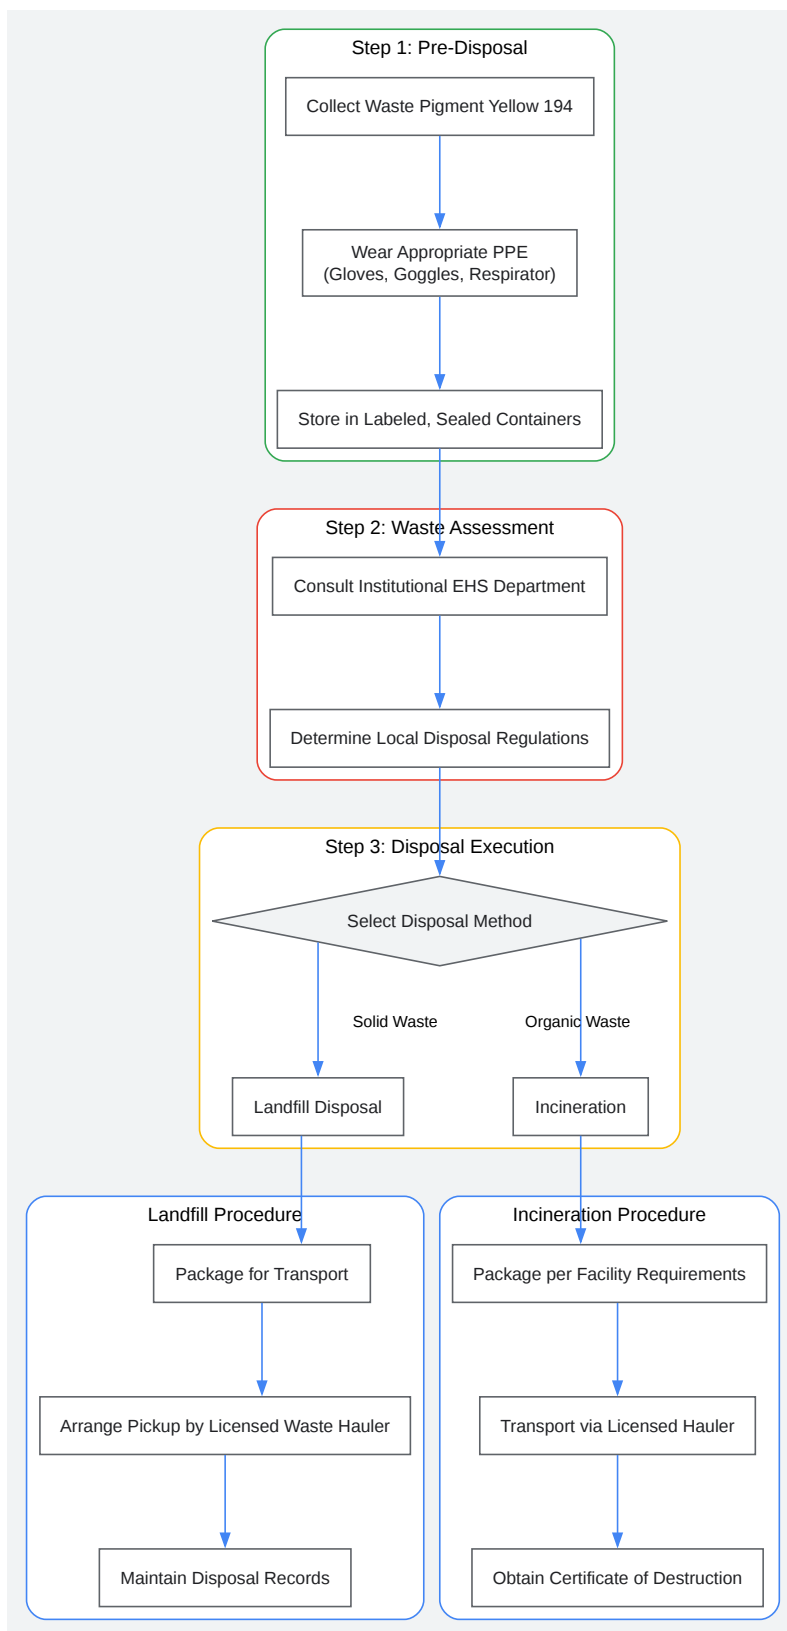 Step 1: Pre-Disposal
Collect Waste Pigment Yellow 194
Wear Appropriate PPE
(Gloves, Goggles, Respirator)
Store in Labeled, Sealed Containers
Step 2: Waste Assessment
Consult Institutional EHS Department
Determine Local Disposal Regulations
Step 3: Disposal Execution
Select Disposal Method
Solid Waste
Organic Waste
Landfill Disposal
Incineration
Landfill Procedure
Package for Transport
Arrange Pickup by Licensed Waste Hauler
Maintain Disposal Records
Incineration Procedure
Package per Facility Requirements
Transport via Licensed Hauler
Obtain Certificate of Destruction